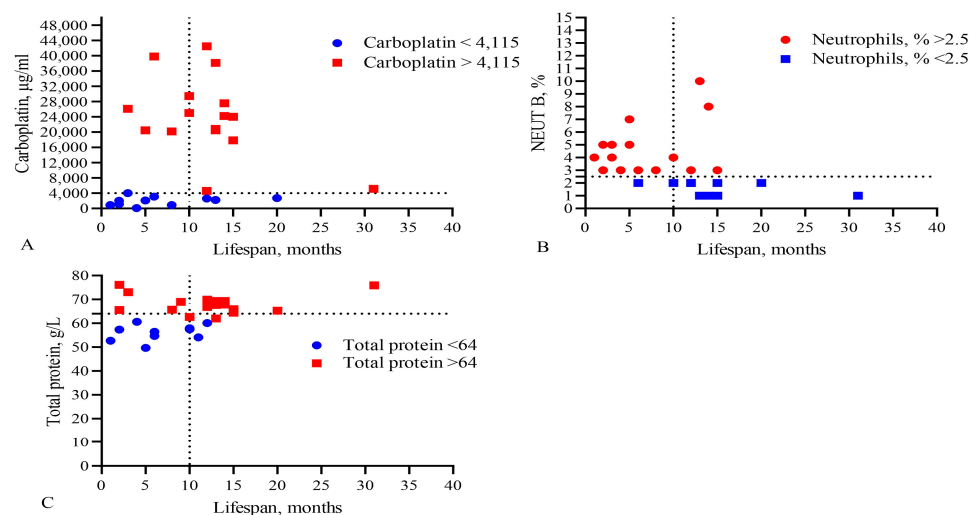 48,000
44,000
40,000
36,000
32,000
28,000
24,000
20,000
16,000
12,000
8,000
4,000
0
Carboplatin, µg/ml
Carboplatin < 4,115
Carboplatin > 4,115
0 5 10 15 20 25 30 35 40
Lifespan, months
A
15
14
13
12
11
10
9
8
7
6
5
4
3
2
1
0
NEUT B, %
Neutrophils, % >2.5
Neutrophils, % <2.5
0 5 10 15 20 25 30 35 40
Lifespan, months
B
80
70
60
50
40
30
20
10
0
Total protein, g/L
Total protein <64
Total protein >64
0 5 10 15 20 25 30 35 40
Lifespan, months
C